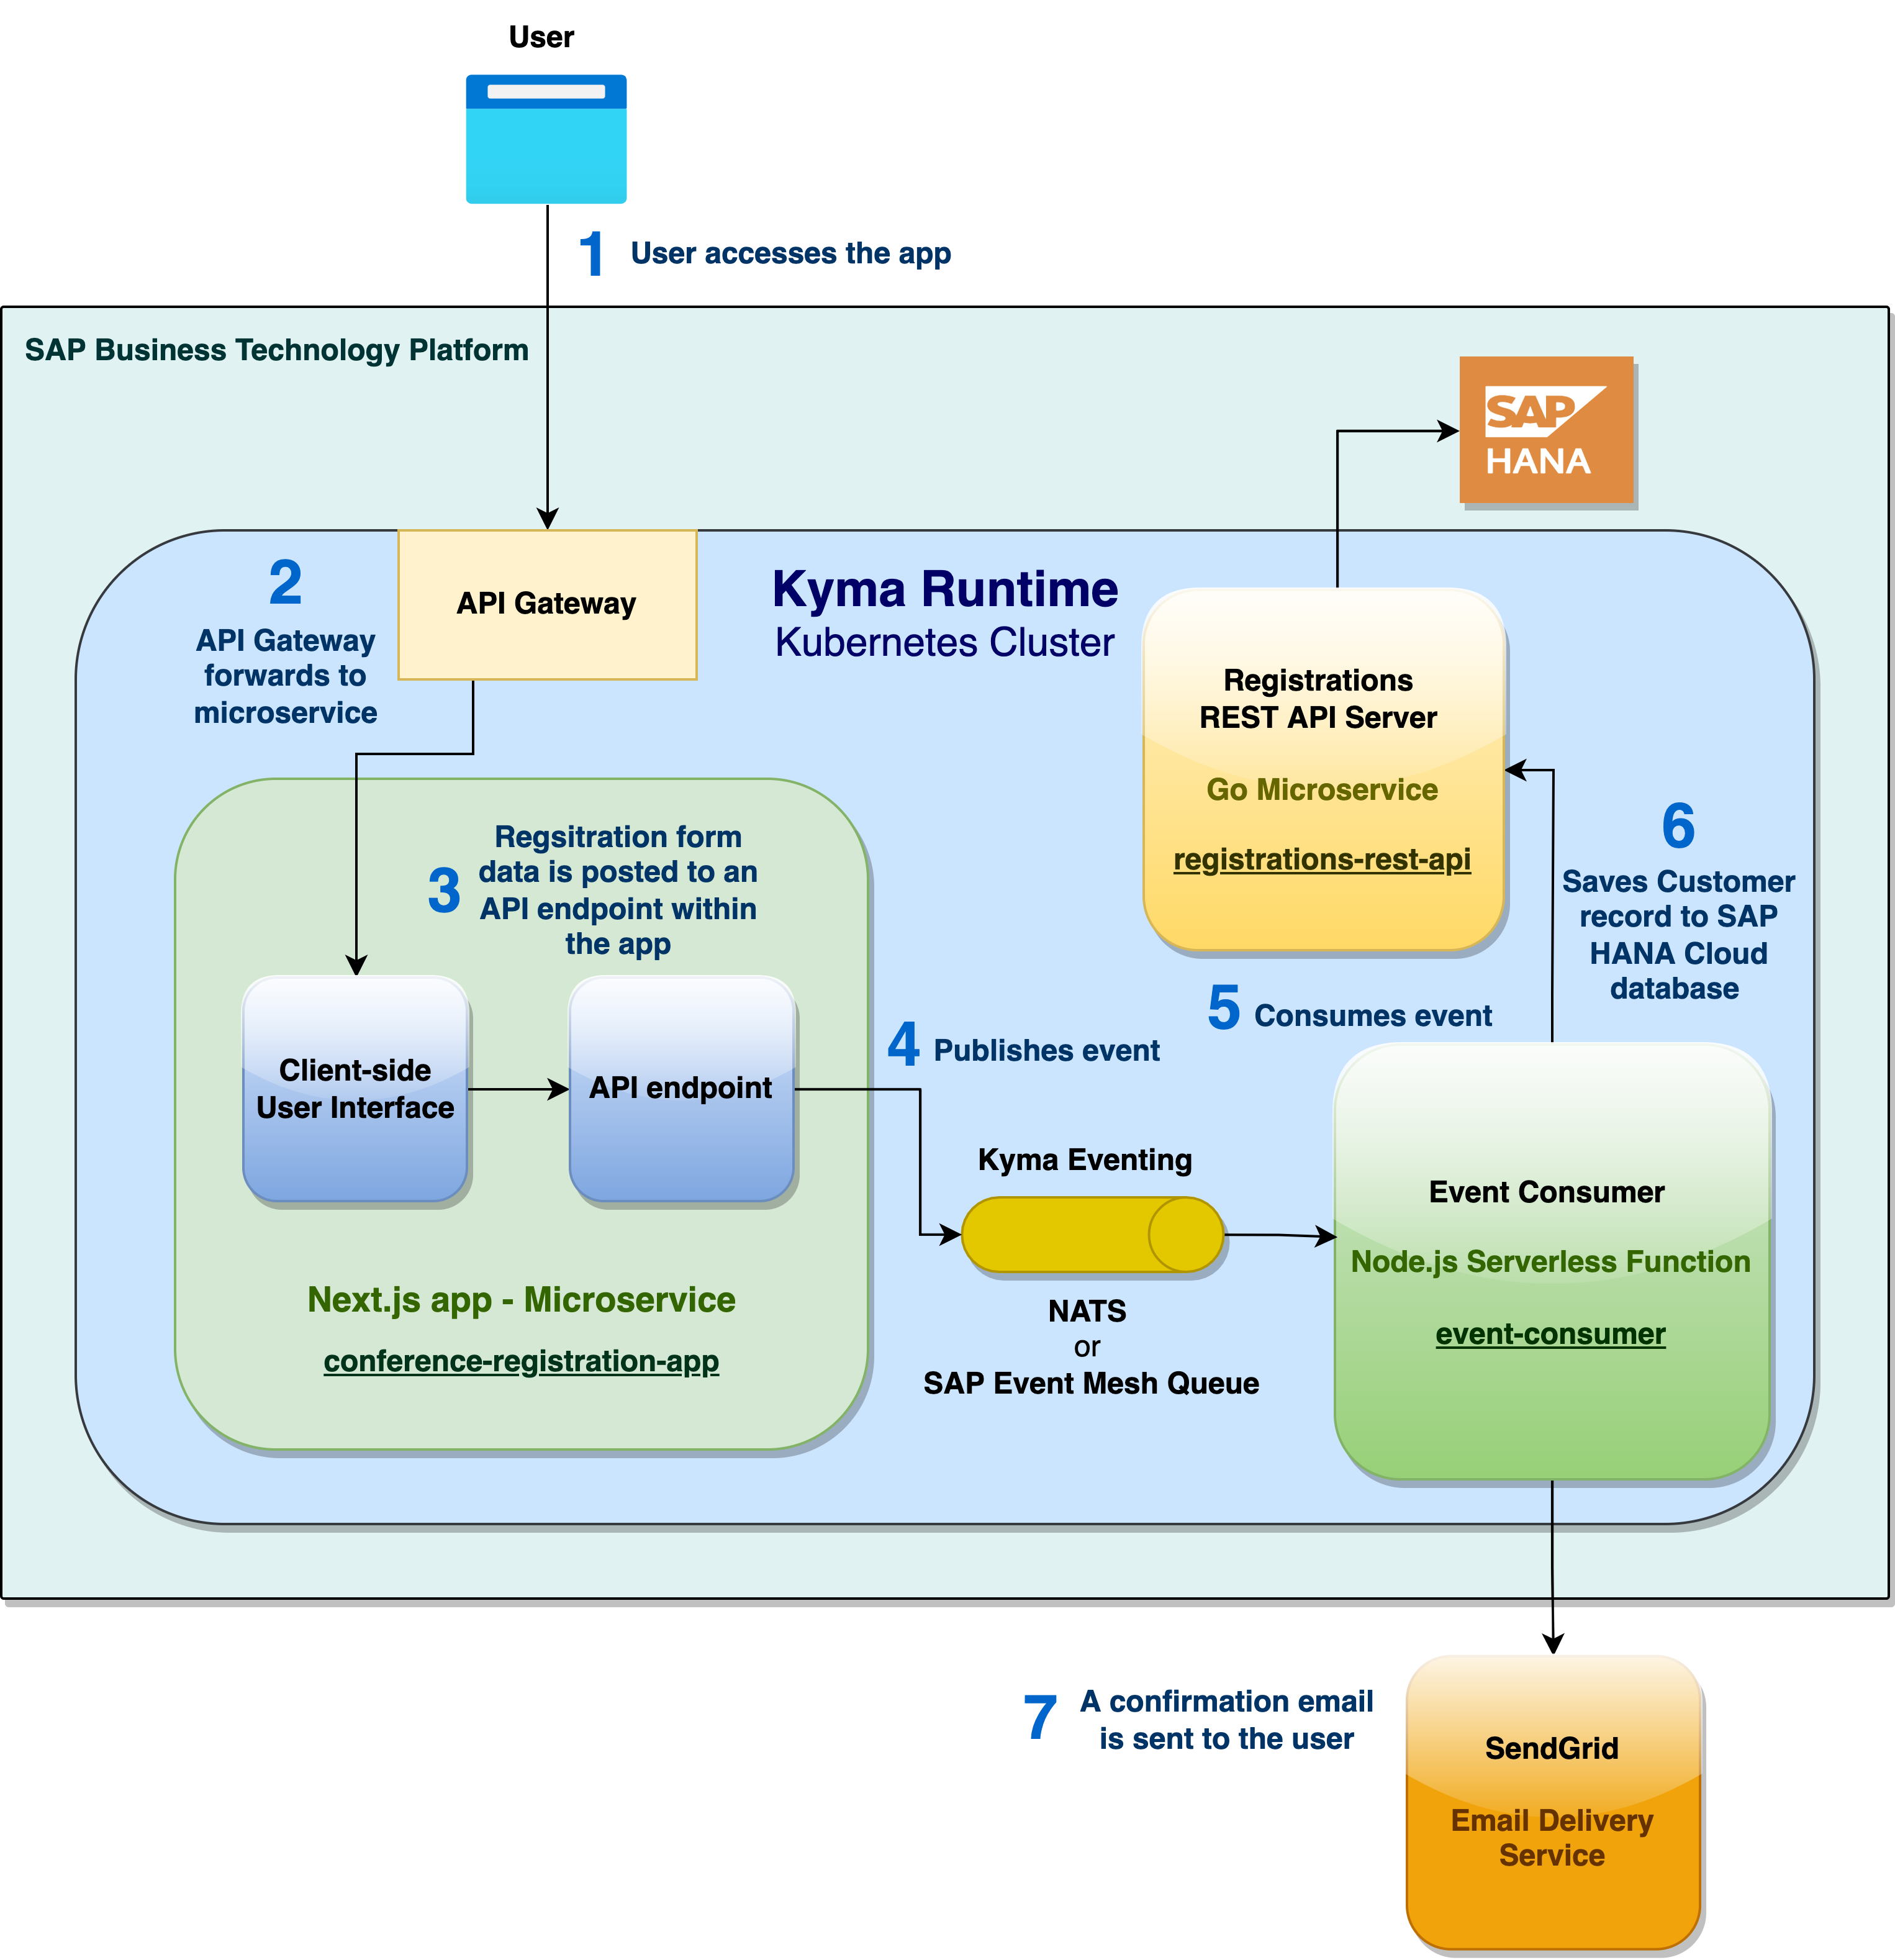 User
1
User accesses the app
SAP Business Technology Platform
SAP
HANA
2
API Gateway
forwards to
microservice
API Gateway
Kyma Runtime
Kubernetes Cluster
Registrations
REST API Server
Go Microservice
registrations-rest-api
3
Regsitration form
data is posted to an
API endpoint within
the app
6
Saves Customer
record to SAP
HANA Cloud
database
Client-side
User Interface
API endpoint
4
Publishes event
5
Consumes event
Kyma Eventing
NATS
or
SAP Event Mesh Queue
Event Consumer
Node.js Serverless Function
event-consumer
Next.js app - Microservice
conference-registration-app
7
A confirmation email
is sent to the user
SendGrid
Email Delivery
Service